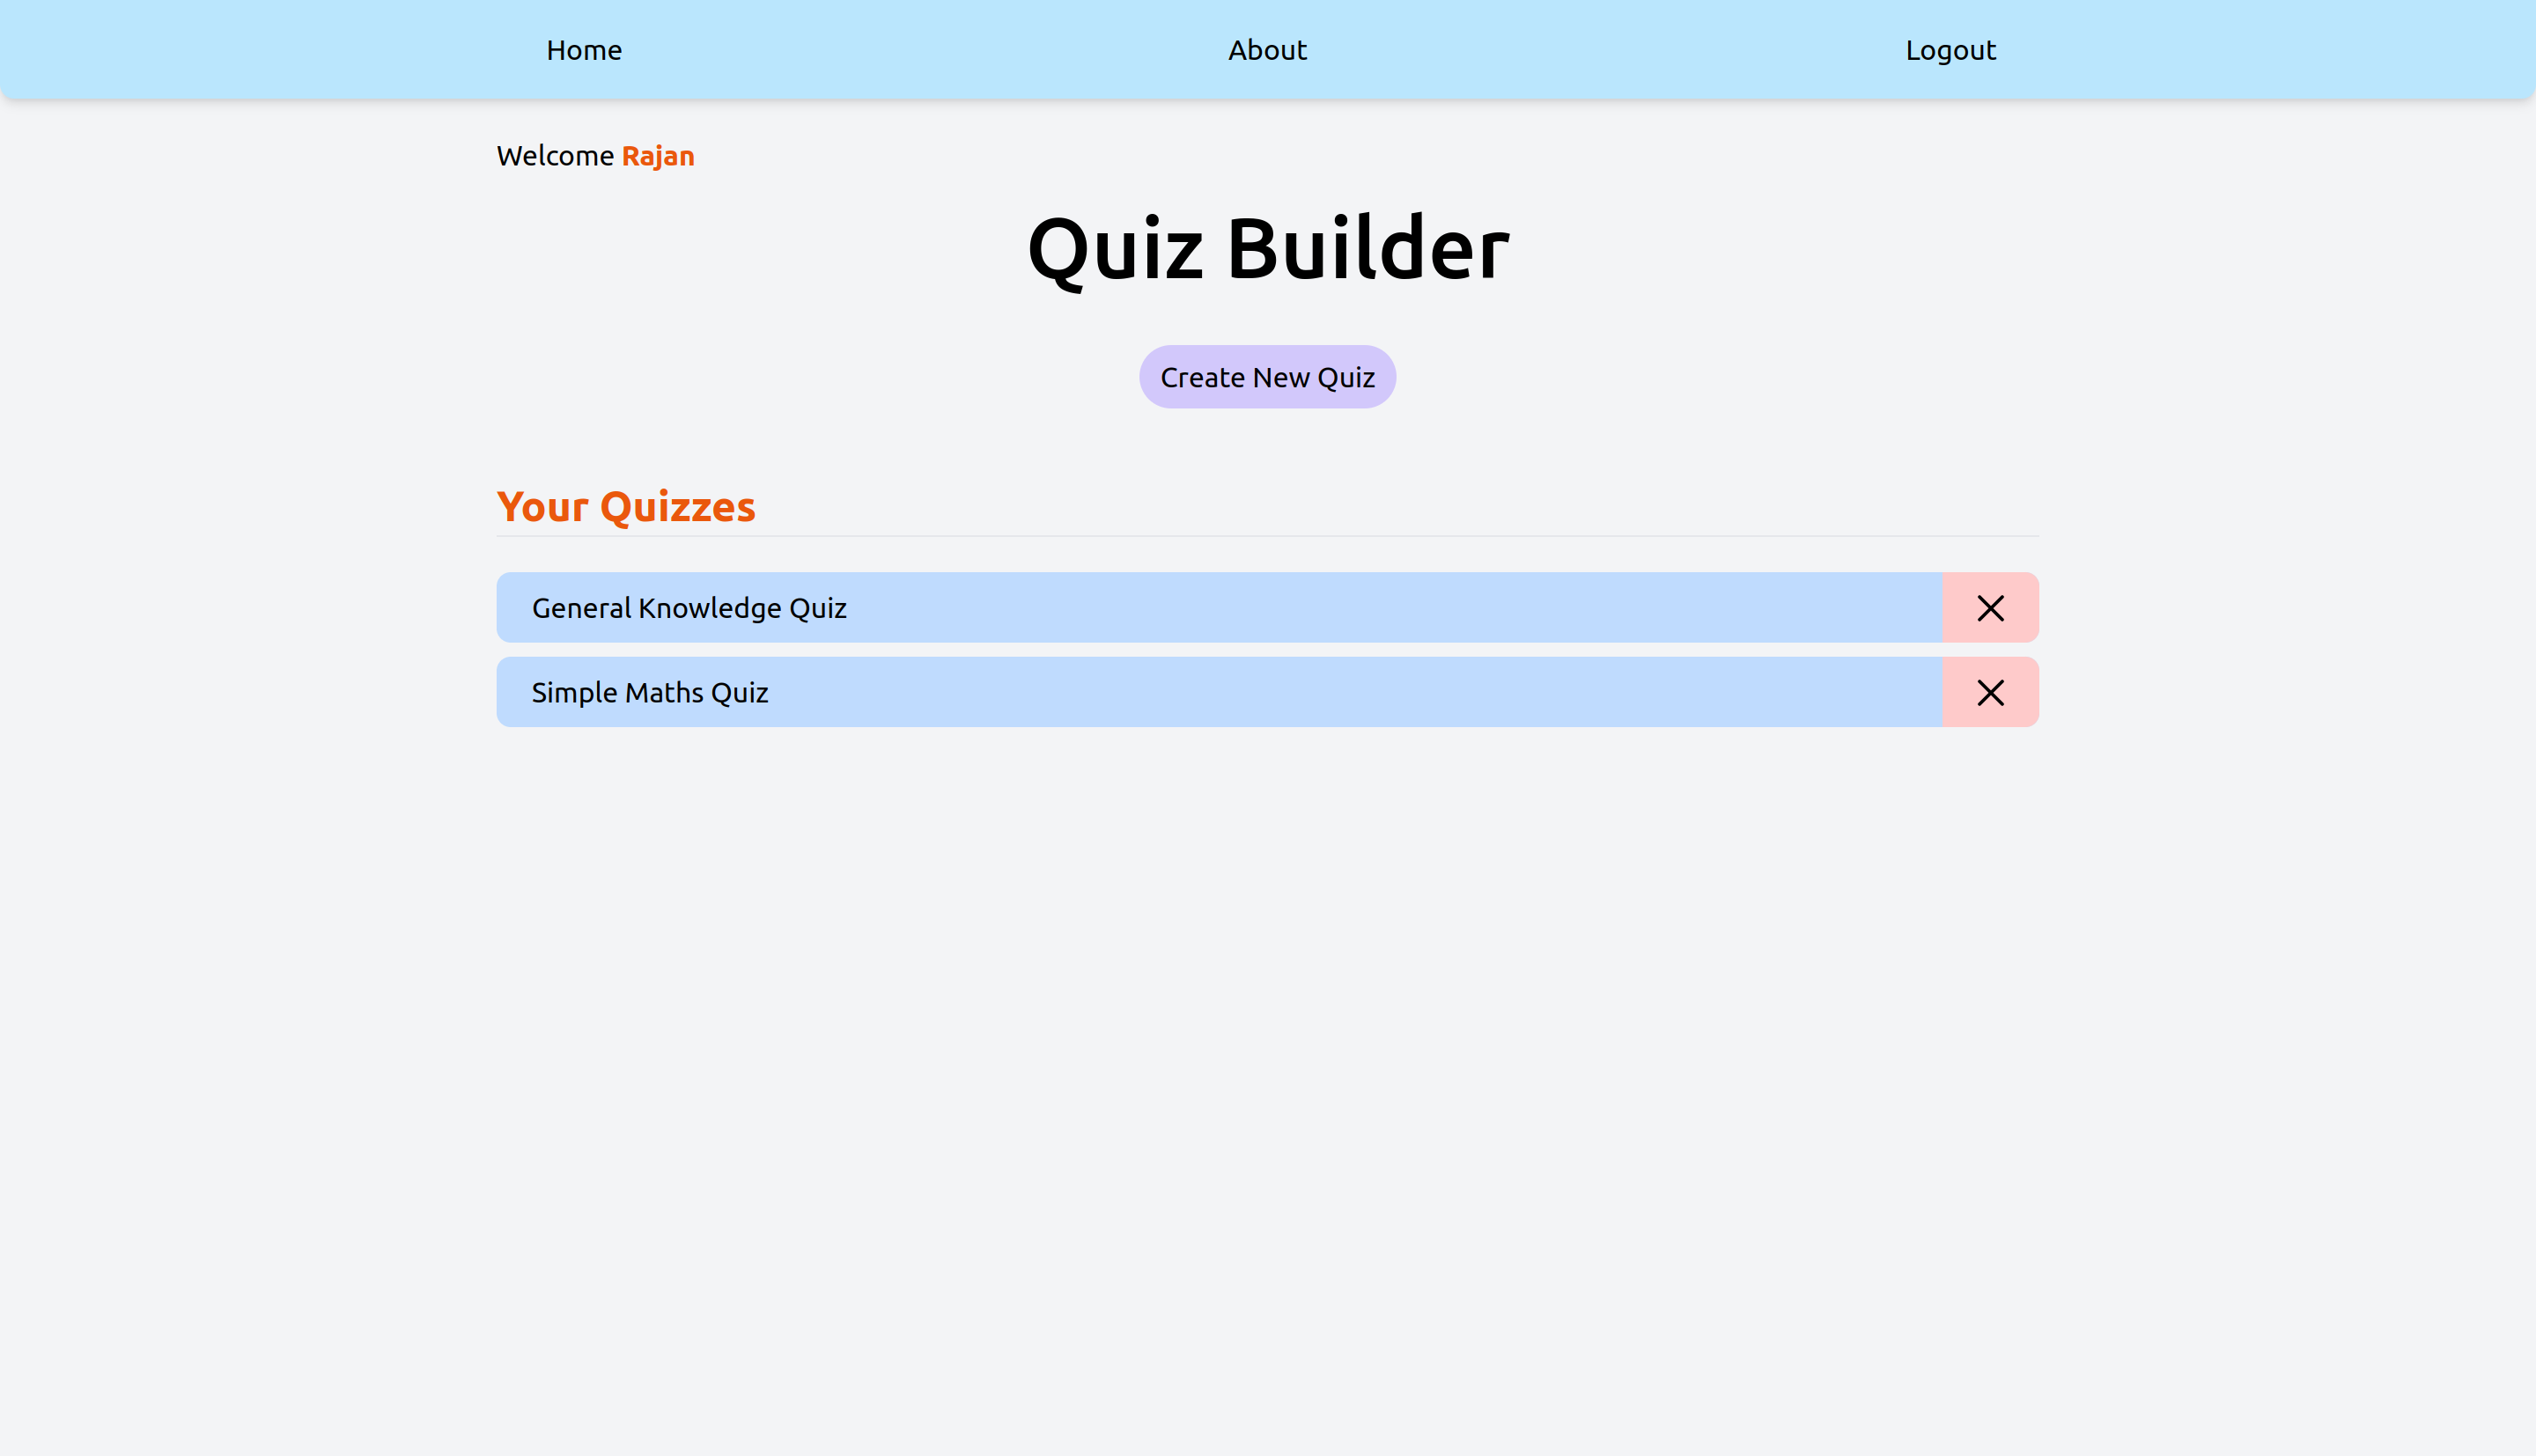 Home About Logout
Welcome Rajan
Quiz Builder
Create New Quiz
Your Quizzes
General Knowledge Quiz
Simple Maths Quiz